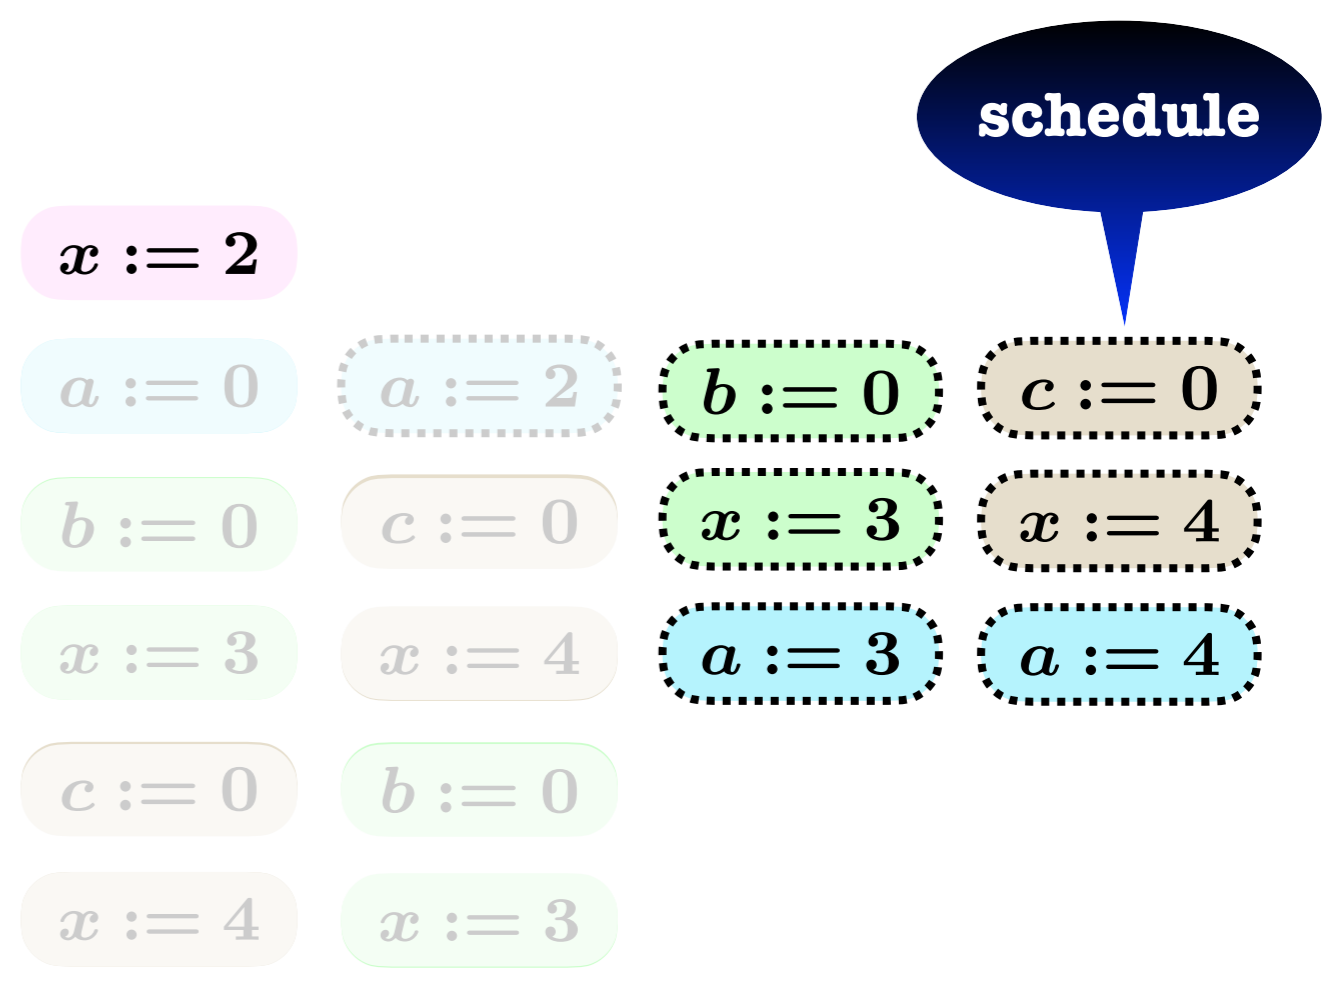 schedule
x := 2
a := 0 a := 2 b := 0 c := 0
b := 0 c := 0 x := 3 x := 4
x := 3 x := 4 a := 3 a := 4
c := 0 b := 0
x := 4 x := 3